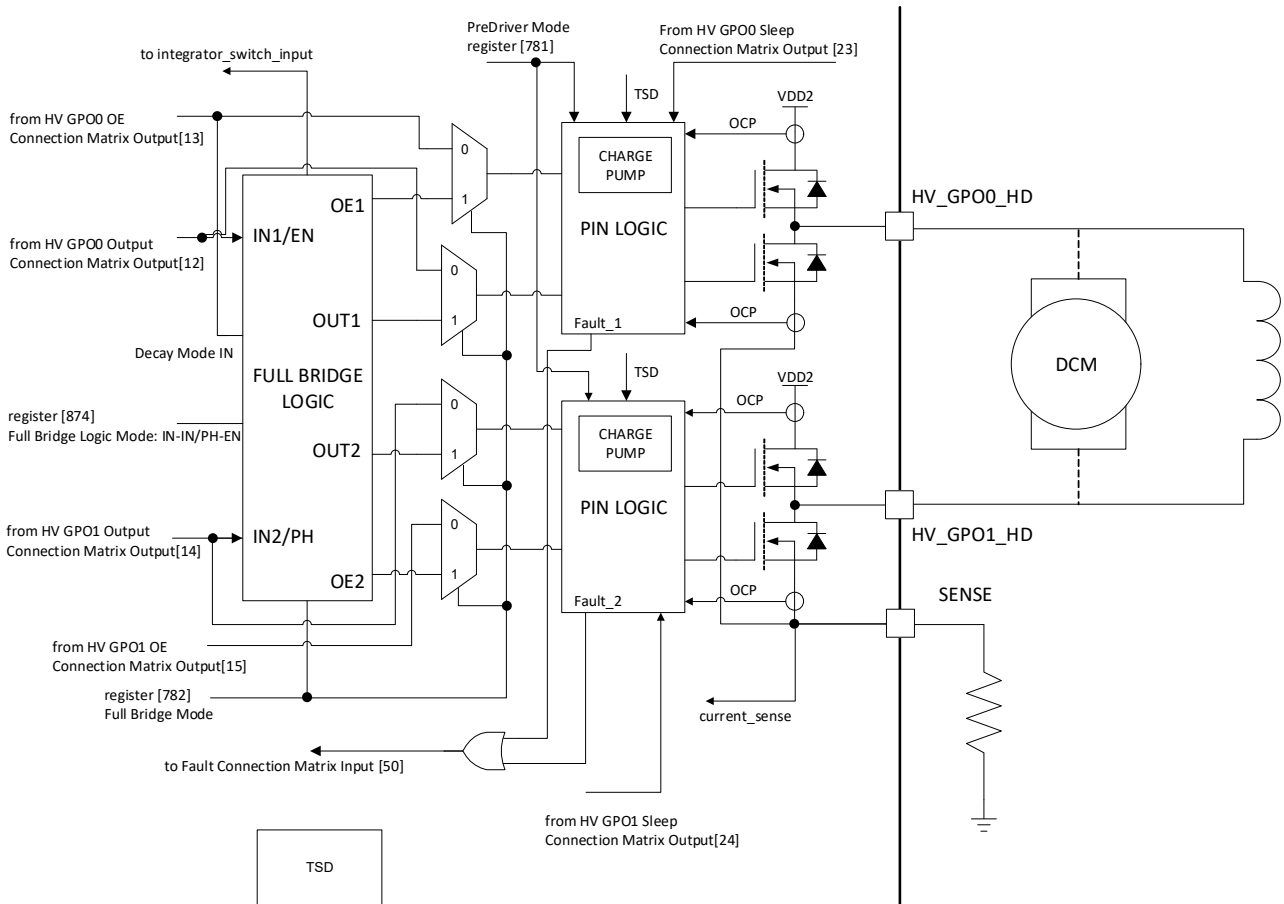 PreDriver Mode
register [781]
From HV GPO0 Sleep
Connection Matrix Output [23]
to integrator_switch_input
TSD
VDD2
from HV GPO0 OE
Connection Matrix Output[13]
OCP
0
CHARGE
PUMP
1
OE1
HV_GPO0_HD
PIN LOGIC
from HV GPO0 Output
Connection Matrix Output[12]
IN1/EN
0
OUT1
1
Fault_1
OCP
Decay Mode IN
FULL BRIDGE
LOGIC
TSD
VDD2
DCM
register [874]
Full Bridge Logic Mode: IN-IN/PH-EN
0
OCP
CHARGE
PUMP
OUT2
1
PIN LOGIC
from HV GPO1 Output
Connection Matrix Output[14]
IN2/PH
0
HV_GPO1_HD
OE2
1
Fault_2
OCP
SENSE
from HV GPO1 OE
Connection Matrix Output[15]
register [782]
Full Bridge Mode
current_sense
to Fault Connection Matrix Input [50]
from HV GPO1 Sleep
Connection Matrix Output[24]
TSD